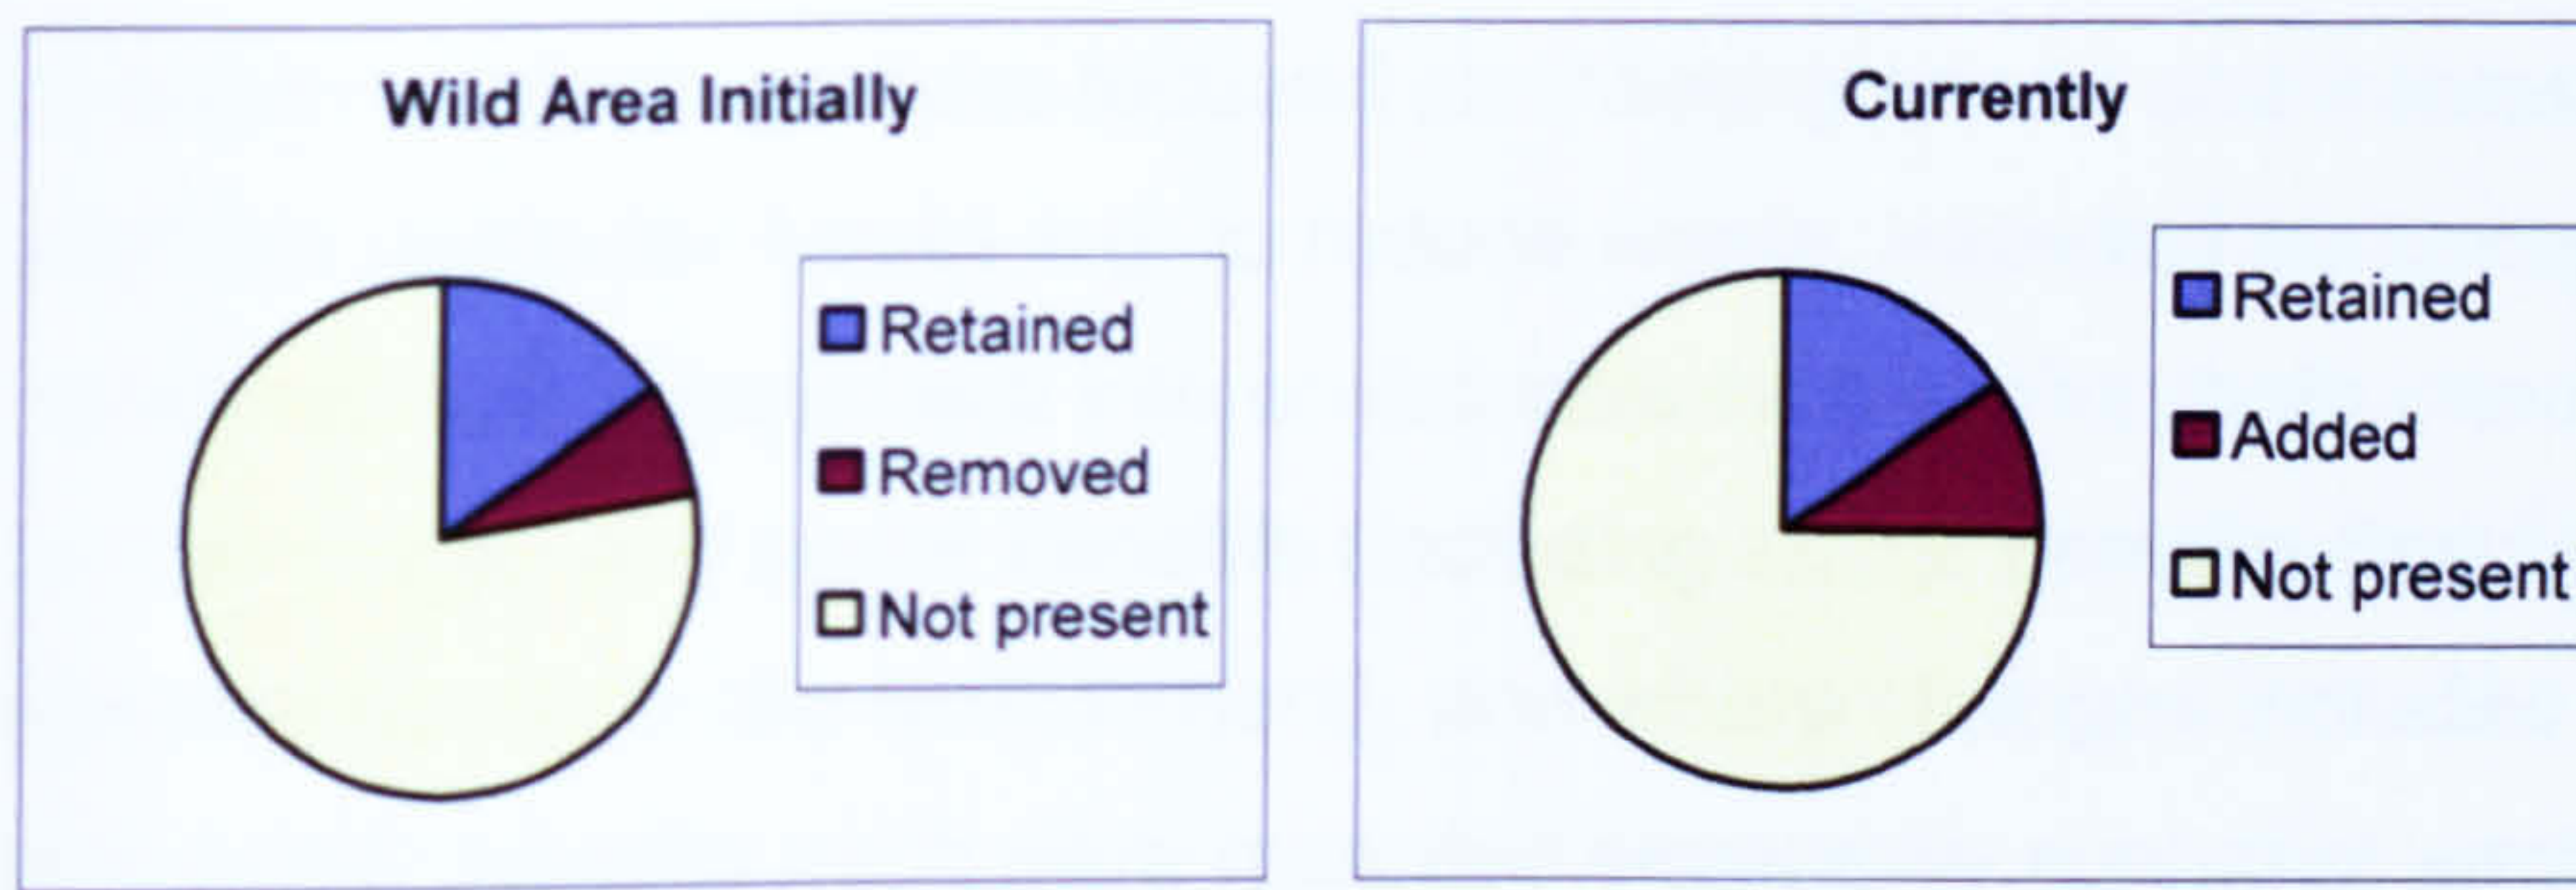 Wild Area Initially
Retained
Removed
Not present
Currently
Retained
Added
Not present